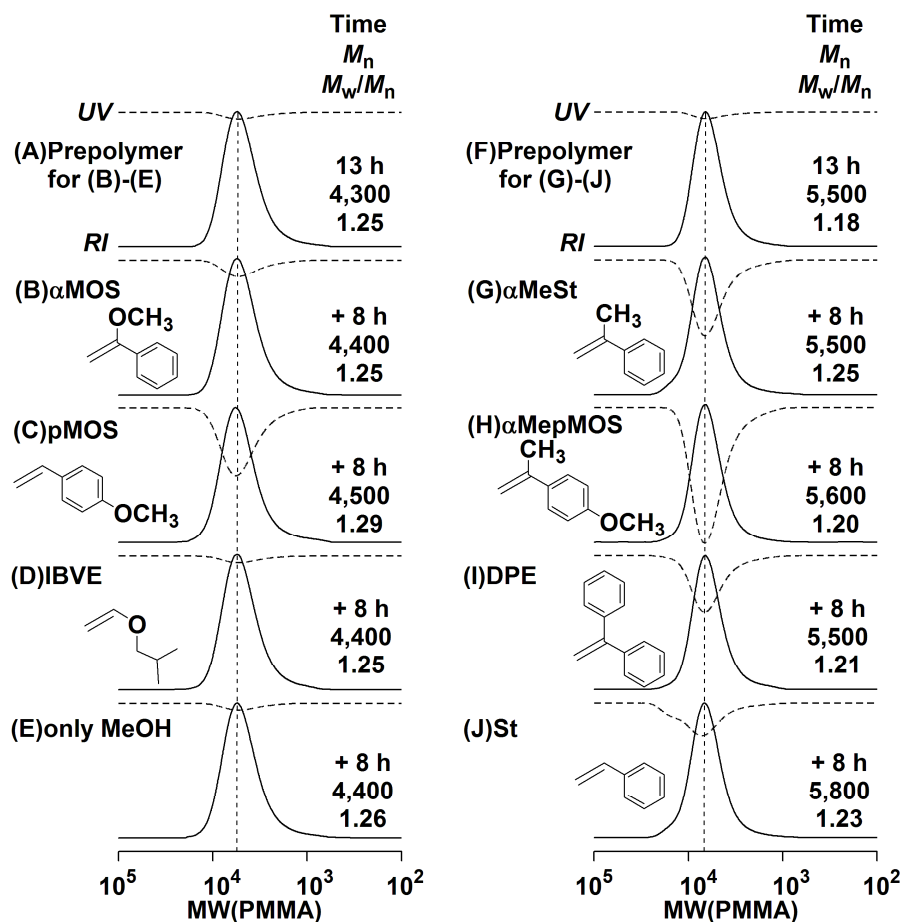 Time
Mn
Mw/Mn
UV
(A)Prepolymer
for (B)-(E)
13 h
4,300
1.25
RI
(B)αMOS
OCH3
+ 8 h
4,400
1.25
(C)pMOS
OCH3
+ 8 h
4,500
1.29
(D)IBVE
O
+ 8 h
4,400
1.25
(E)only MeOH
+ 8 h
4,400
1.26
10^5 10^4 10^3 10^2
MW(PMMA)
Time
Mn
Mw/Mn
UV
(F)Prepolymer
for (G)-(J)
13 h
5,500
1.18
RI
(G)αMeSt
CH3
+ 8 h
5,500
1.25
(H)αMepMOS
CH3
OCH3
+ 8 h
5,600
1.20
(I)DPE
+ 8 h
5,500
1.21
(J)St
+ 8 h
5,800
1.23
10^5 10^4 10^3 10^2
MW(PMMA)